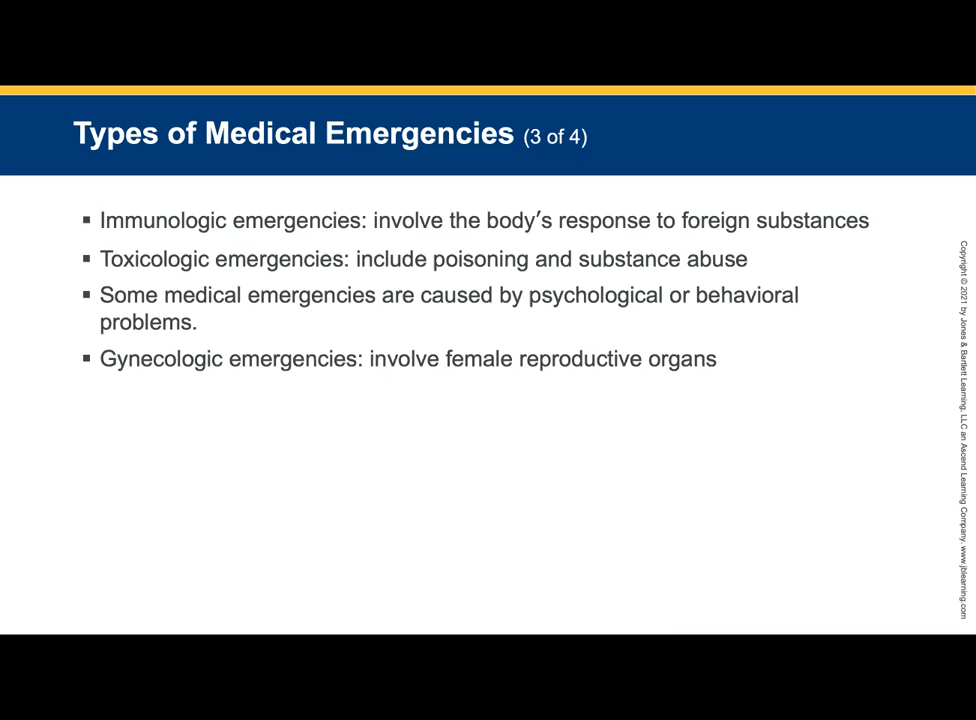 Types of Medical Emergencies (3 of 4)
▪ Immunologic emergencies: involve the body’s response to foreign substances
▪ Toxicologic emergencies: include poisoning and substance abuse
▪ Some medical emergencies are caused by psychological or behavioral
problems.
▪ Gynecologic emergencies: involve female reproductive organs
Copyright © 2021 by Jones & Bartlett Learning, LLC an Ascend Learning Company. www.jblearning.com